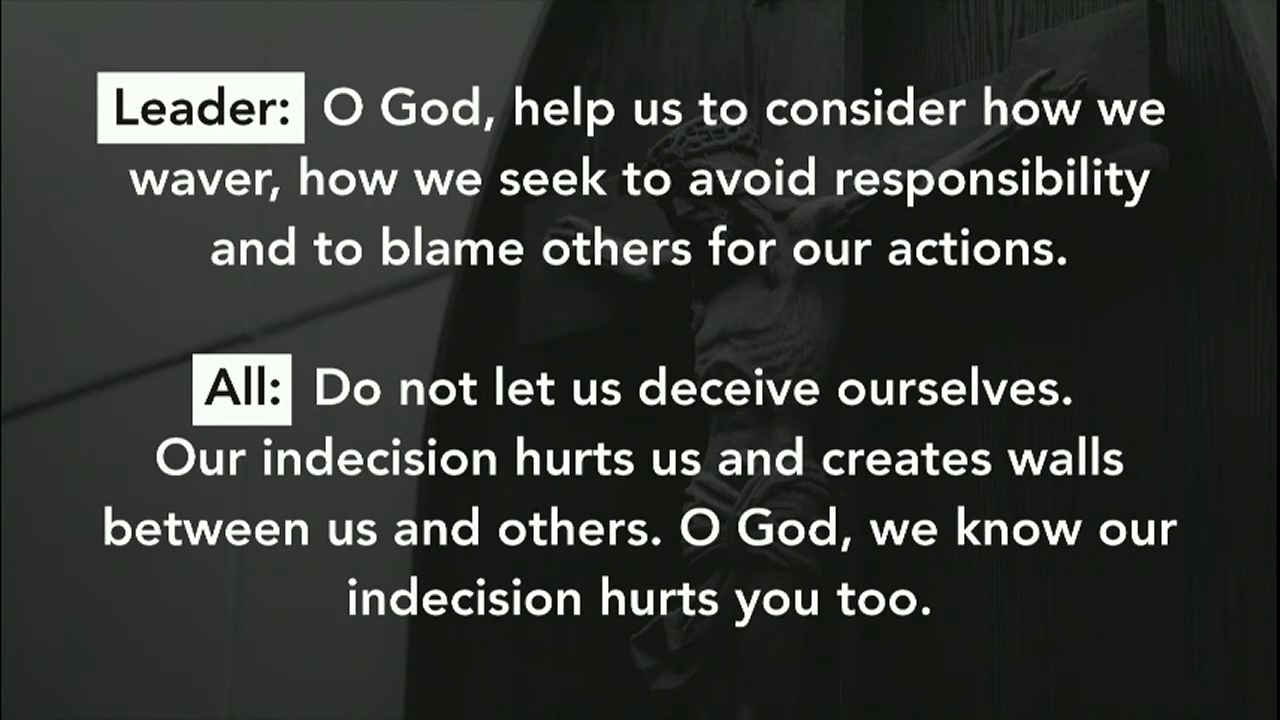 Leader: O God, help us to consider how we
waver, how we seek to avoid responsibility
and to blame others for our actions.
All: Do not let us deceive ourselves.
Our indecision hurts us and creates walls
between us and others. O God, we know our
indecision hurts you too.